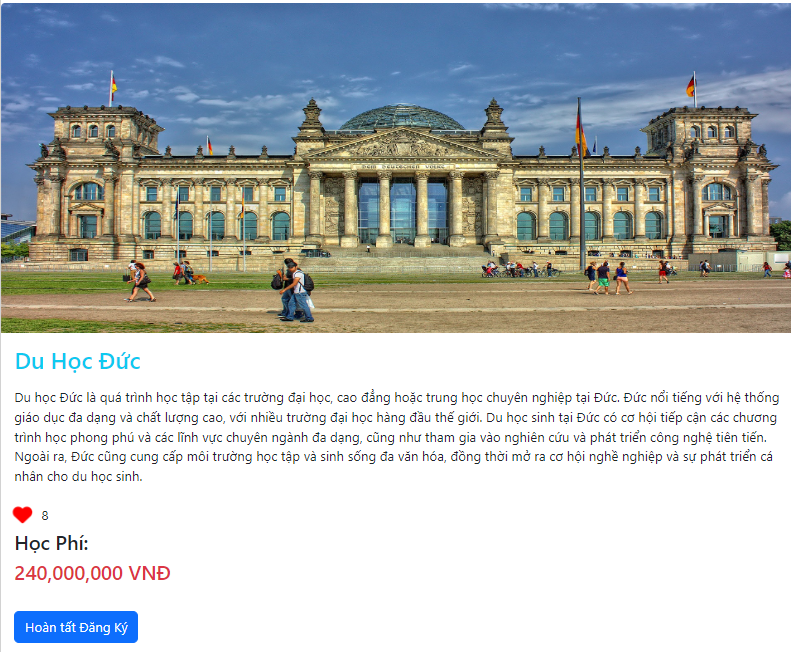 DEM DEUTSCHEN VOLKE
Du Học Đức
Du học Đức là quá trình học tập tại các trường đại học, cao đẳng hoặc trung học chuyên nghiệp tại Đức. Đức nổi tiếng với hệ thống
giáo dục đa dạng và chất lượng cao, với nhiều trường đại học hàng đầu thế giới. Du học sinh tại Đức có cơ hội tiếp cận các chương
trình học phong phú và các lĩnh vực chuyên ngành đa dạng, cũng như tham gia vào nghiên cứu và phát triển công nghệ tiên tiến.
Ngoài ra, Đức cũng cung cấp môi trường học tập và sinh sống đa văn hóa, đồng thời mở ra cơ hội nghề nghiệp và sự phát triển cá
nhân cho du học sinh.
8
Học Phí:
240,000,000 VNĐ
Hoàn tất Đăng Ký